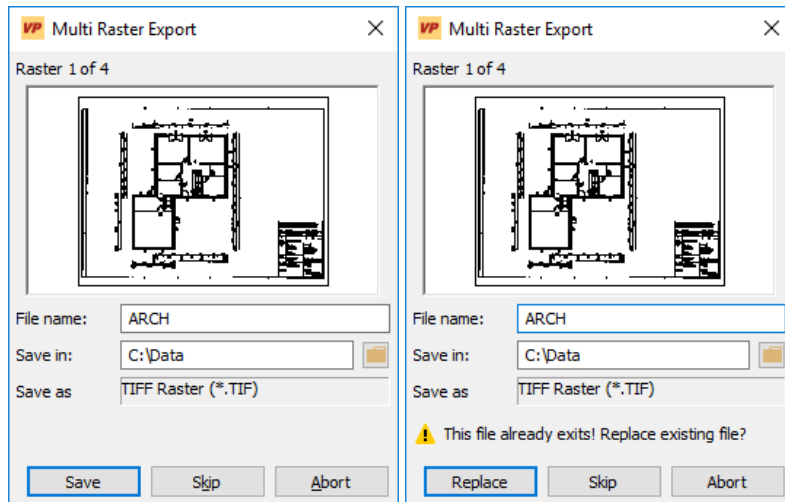 VP Multi Raster Export
Raster 1 of 4
File name: ARCH
Save in: C:\Data
Save as TIFF Raster (*.TIF)
Save Skip Abort
VP Multi Raster Export
Raster 1 of 4
File name: ARCH
Save in: C:\Data
Save as TIFF Raster (*.TIF)
This file already exits! Replace existing file?
Replace Skip Abort